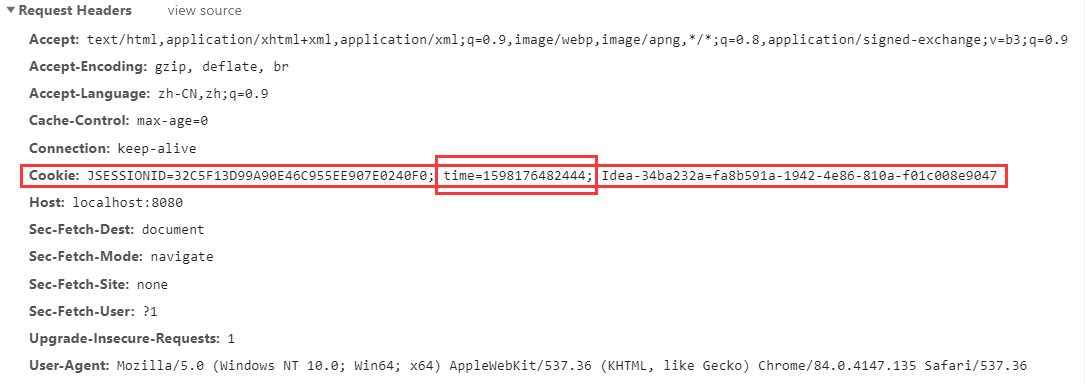 Request Headers view source
Accept: text/html,application/xhtml+xml,application/xml;q=0.9,image/webp,image/apng,*/*;q=0.8,application/signed-exchange;v=b3;q=0.9
Accept-Encoding: gzip, deflate, br
Accept-Language: zh-CN,zh;q=0.9
Cache-Control: max-age=0
Connection: keep-alive
Cookie: JSESSIONID=32C5F13D99A90E46C955EE907E0240F0; time=1598176482444; Idea-34ba232a=fa8b591a-1942-4e86-810a-f01c008e9047
Host: localhost:8080
Sec-Fetch-Dest: document
Sec-Fetch-Mode: navigate
Sec-Fetch-Site: none
Sec-Fetch-User: ?1
Upgrade-Insecure-Requests: 1
User-Agent: Mozilla/5.0 (Windows NT 10.0; Win64; x64) AppleWebKit/537.36 (KHTML, like Gecko) Chrome/84.0.4147.135 Safari/537.36